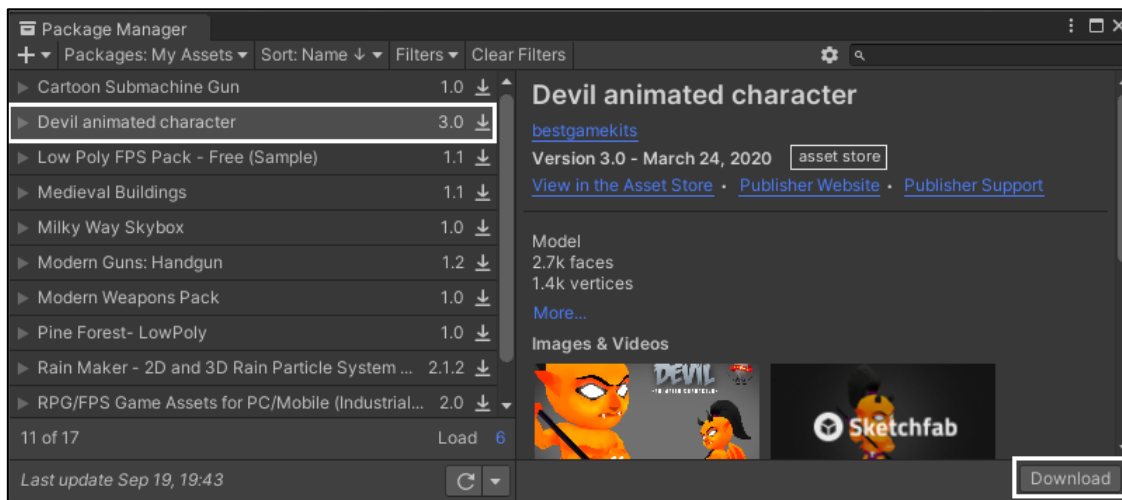 Package Manager
+ Packages: My Assets Sort: Name ↓ Filters Clear Filters
Cartoon Submachine Gun 1.0
Devil animated character 3.0
Low Poly FPS Pack - Free (Sample) 1.1
Medieval Buildings 1.1
Milky Way Skybox 1.0
Modern Guns: Handgun 1.2
Modern Weapons Pack 1.0
Pine Forest- LowPoly 1.0
Rain Maker - 2D and 3D Rain Particle System ... 2.1.2
RPG/FPS Game Assets for PC/Mobile (Industrial... 2.0
11 of 17 Load 6
Last update Sep 19, 19:43
Devil animated character
bestgamekits
Version 3.0 - March 24, 2020 asset store
View in the Asset Store • Publisher Website • Publisher Support
Model
2.7k faces
1.4k vertices
More...
Images & Videos
DEVIL
Sketchfab
Download